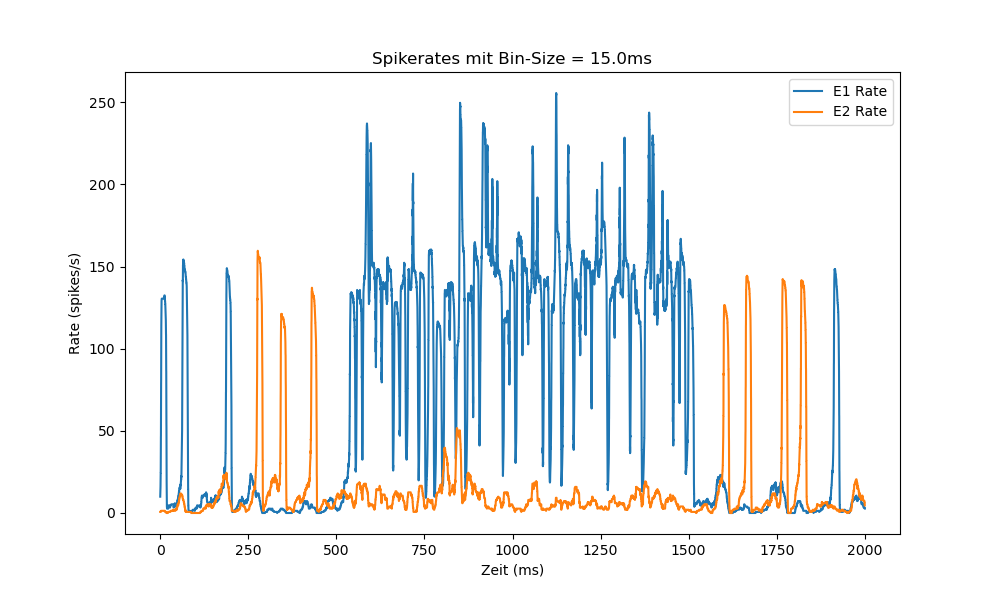 Spikerates mit Bin-Size = 15.0ms
E1 Rate
E2 Rate
250
200
150
100
50
0
Rate (spikes/s)
0 250 500 750 1000 1250 1500 1750 2000
Zeit (ms)